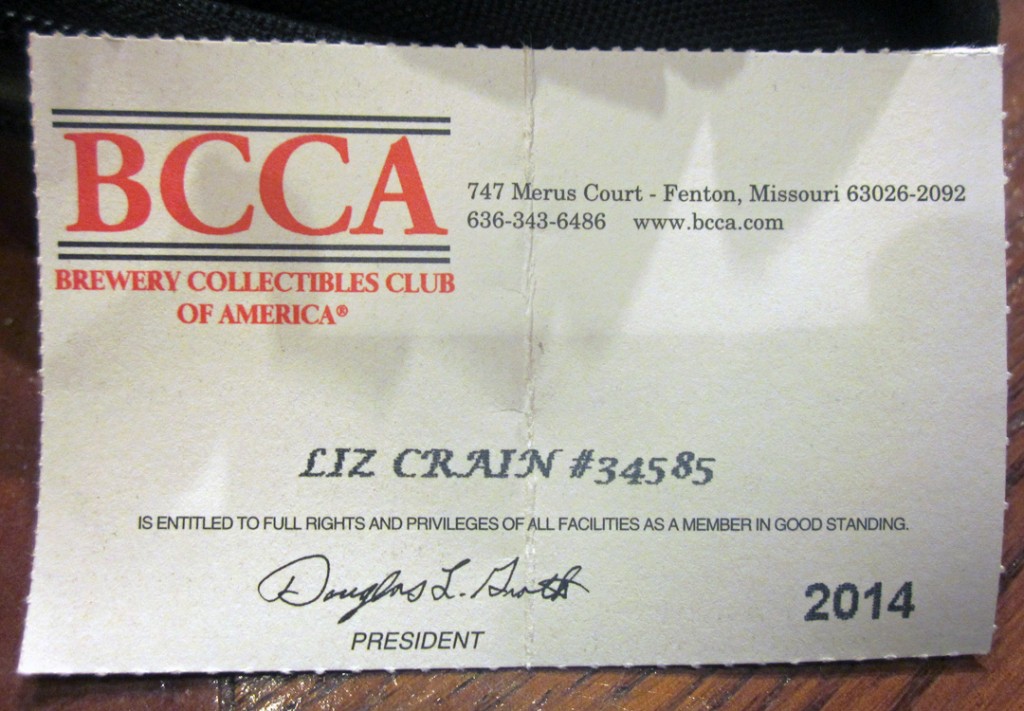 BCCA
BREWERY COLLECTIBLES CLUB
OF AMERICA®
747 Merus Court - Fenton, Missouri 63026-2092
636-343-6486 www.bcca.com
LIZ CRAIN #34585
IS ENTITLED TO FULL RIGHTS AND PRIVILEGES OF ALL FACILITIES AS A MEMBER IN GOOD STANDING.
Douglas L. Groth
PRESIDENT
2014